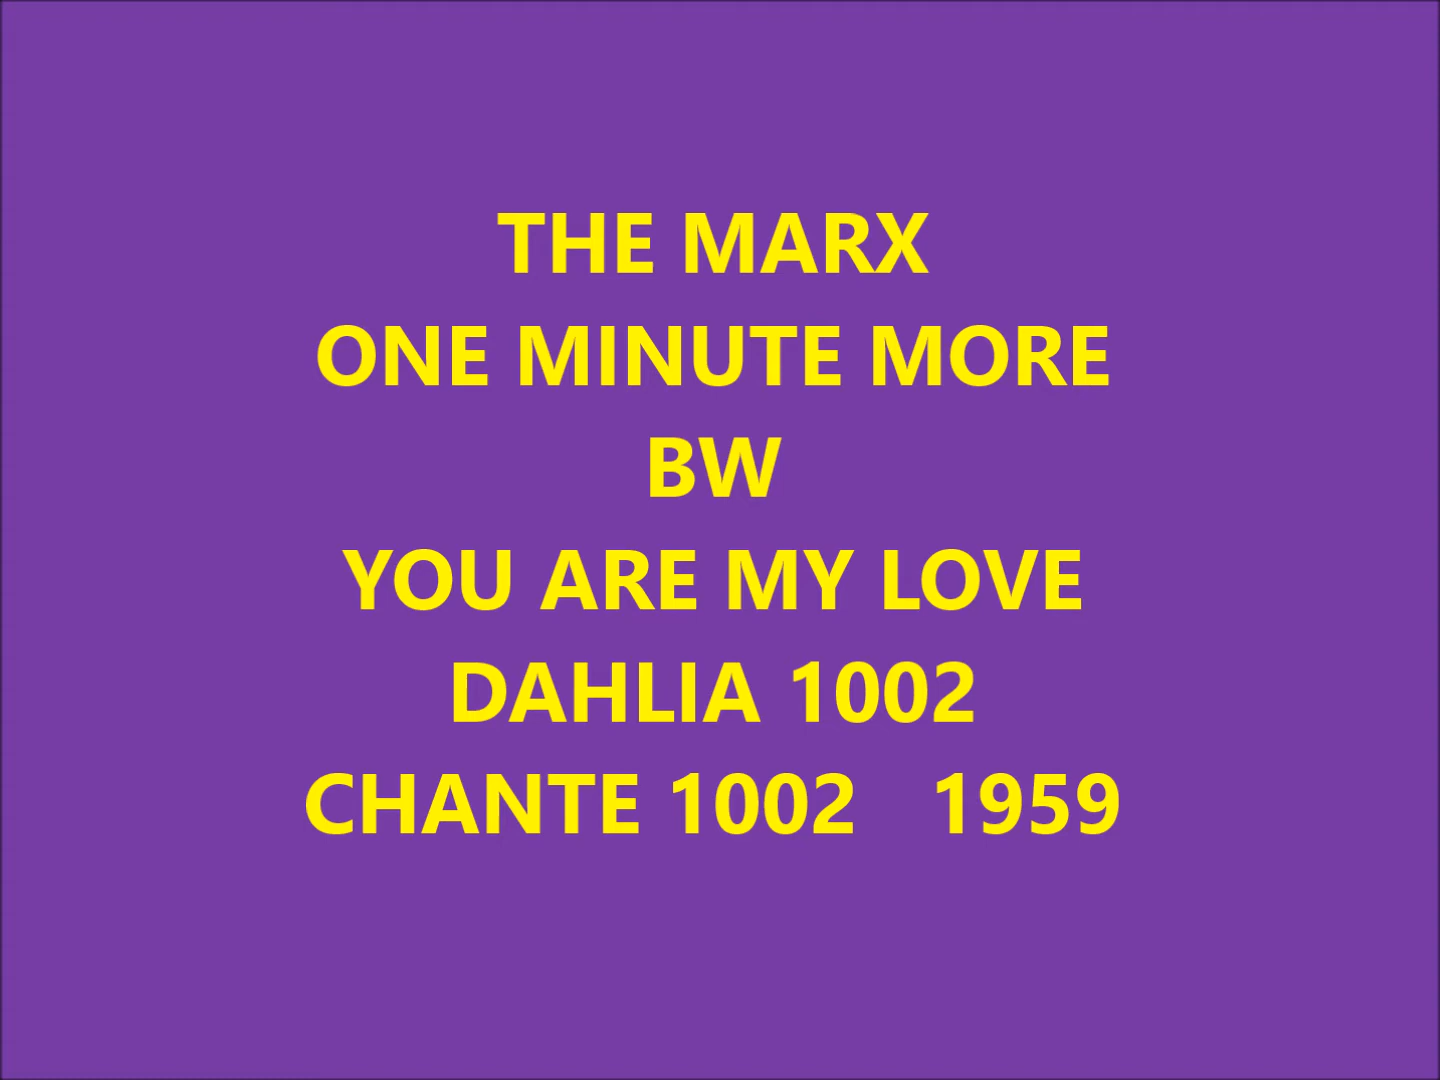 THE MARX
ONE MINUTE MORE
BW
YOU ARE MY LOVE
DAHLIA 1002
CHANTE 1002 1959